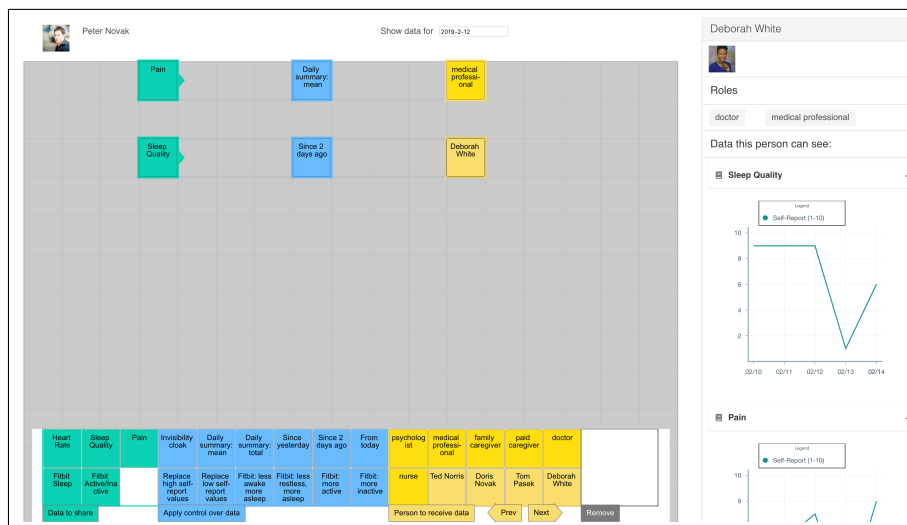 Peter Novak
Show data for 2019-2-12
Pain
Daily
summary:
mean
medical
professi-
onal
Sleep
Quality
Since 2
days ago
Deborah
White
Heart
Rate
Sleep
Quality
Pain
Invisibility
cloak
Daily
summary:
mean
Daily
summary:
total
Since
yesterday
Since 2
days ago
From
today
psycholog
ist
medical
professi-
onal
family
caregiver
paid
caregiver
doctor
Fitbit
Sleep
Fitbit
Active/Ina
ctive
Replace
high self-
report
values
Replace
low self-
report
values
Fitbit: less
awake
more
asleep
Fitbit: less
restless,
more
asleep
Fitbit:
more
active
Fitbit:
more
inactive
nurse
Ted Norris
Doris
Novak
Tom
Pasek
Deborah
White
Data to share
Apply control over data
Person to receive data
Prev
Next
Remove
Deborah White
Roles
doctor
medical professional
Data this person can see:
Sleep Quality
Legend
Self-Report (1-10)
10
8
6
4
2
02/10
02/11
02/12
02/13
02/14
Pain
Legend
Self-Report (1-10)
10
8